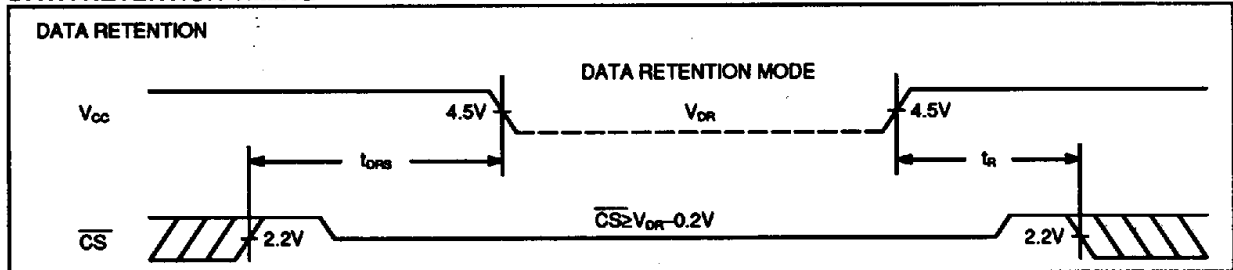 DATA RETENTION
DATA RETENTION MODE
VCC
4.5V
VDR
4.5V
tDRS
tR
CS≥VDR–0.2V
CS
2.2V
2.2V